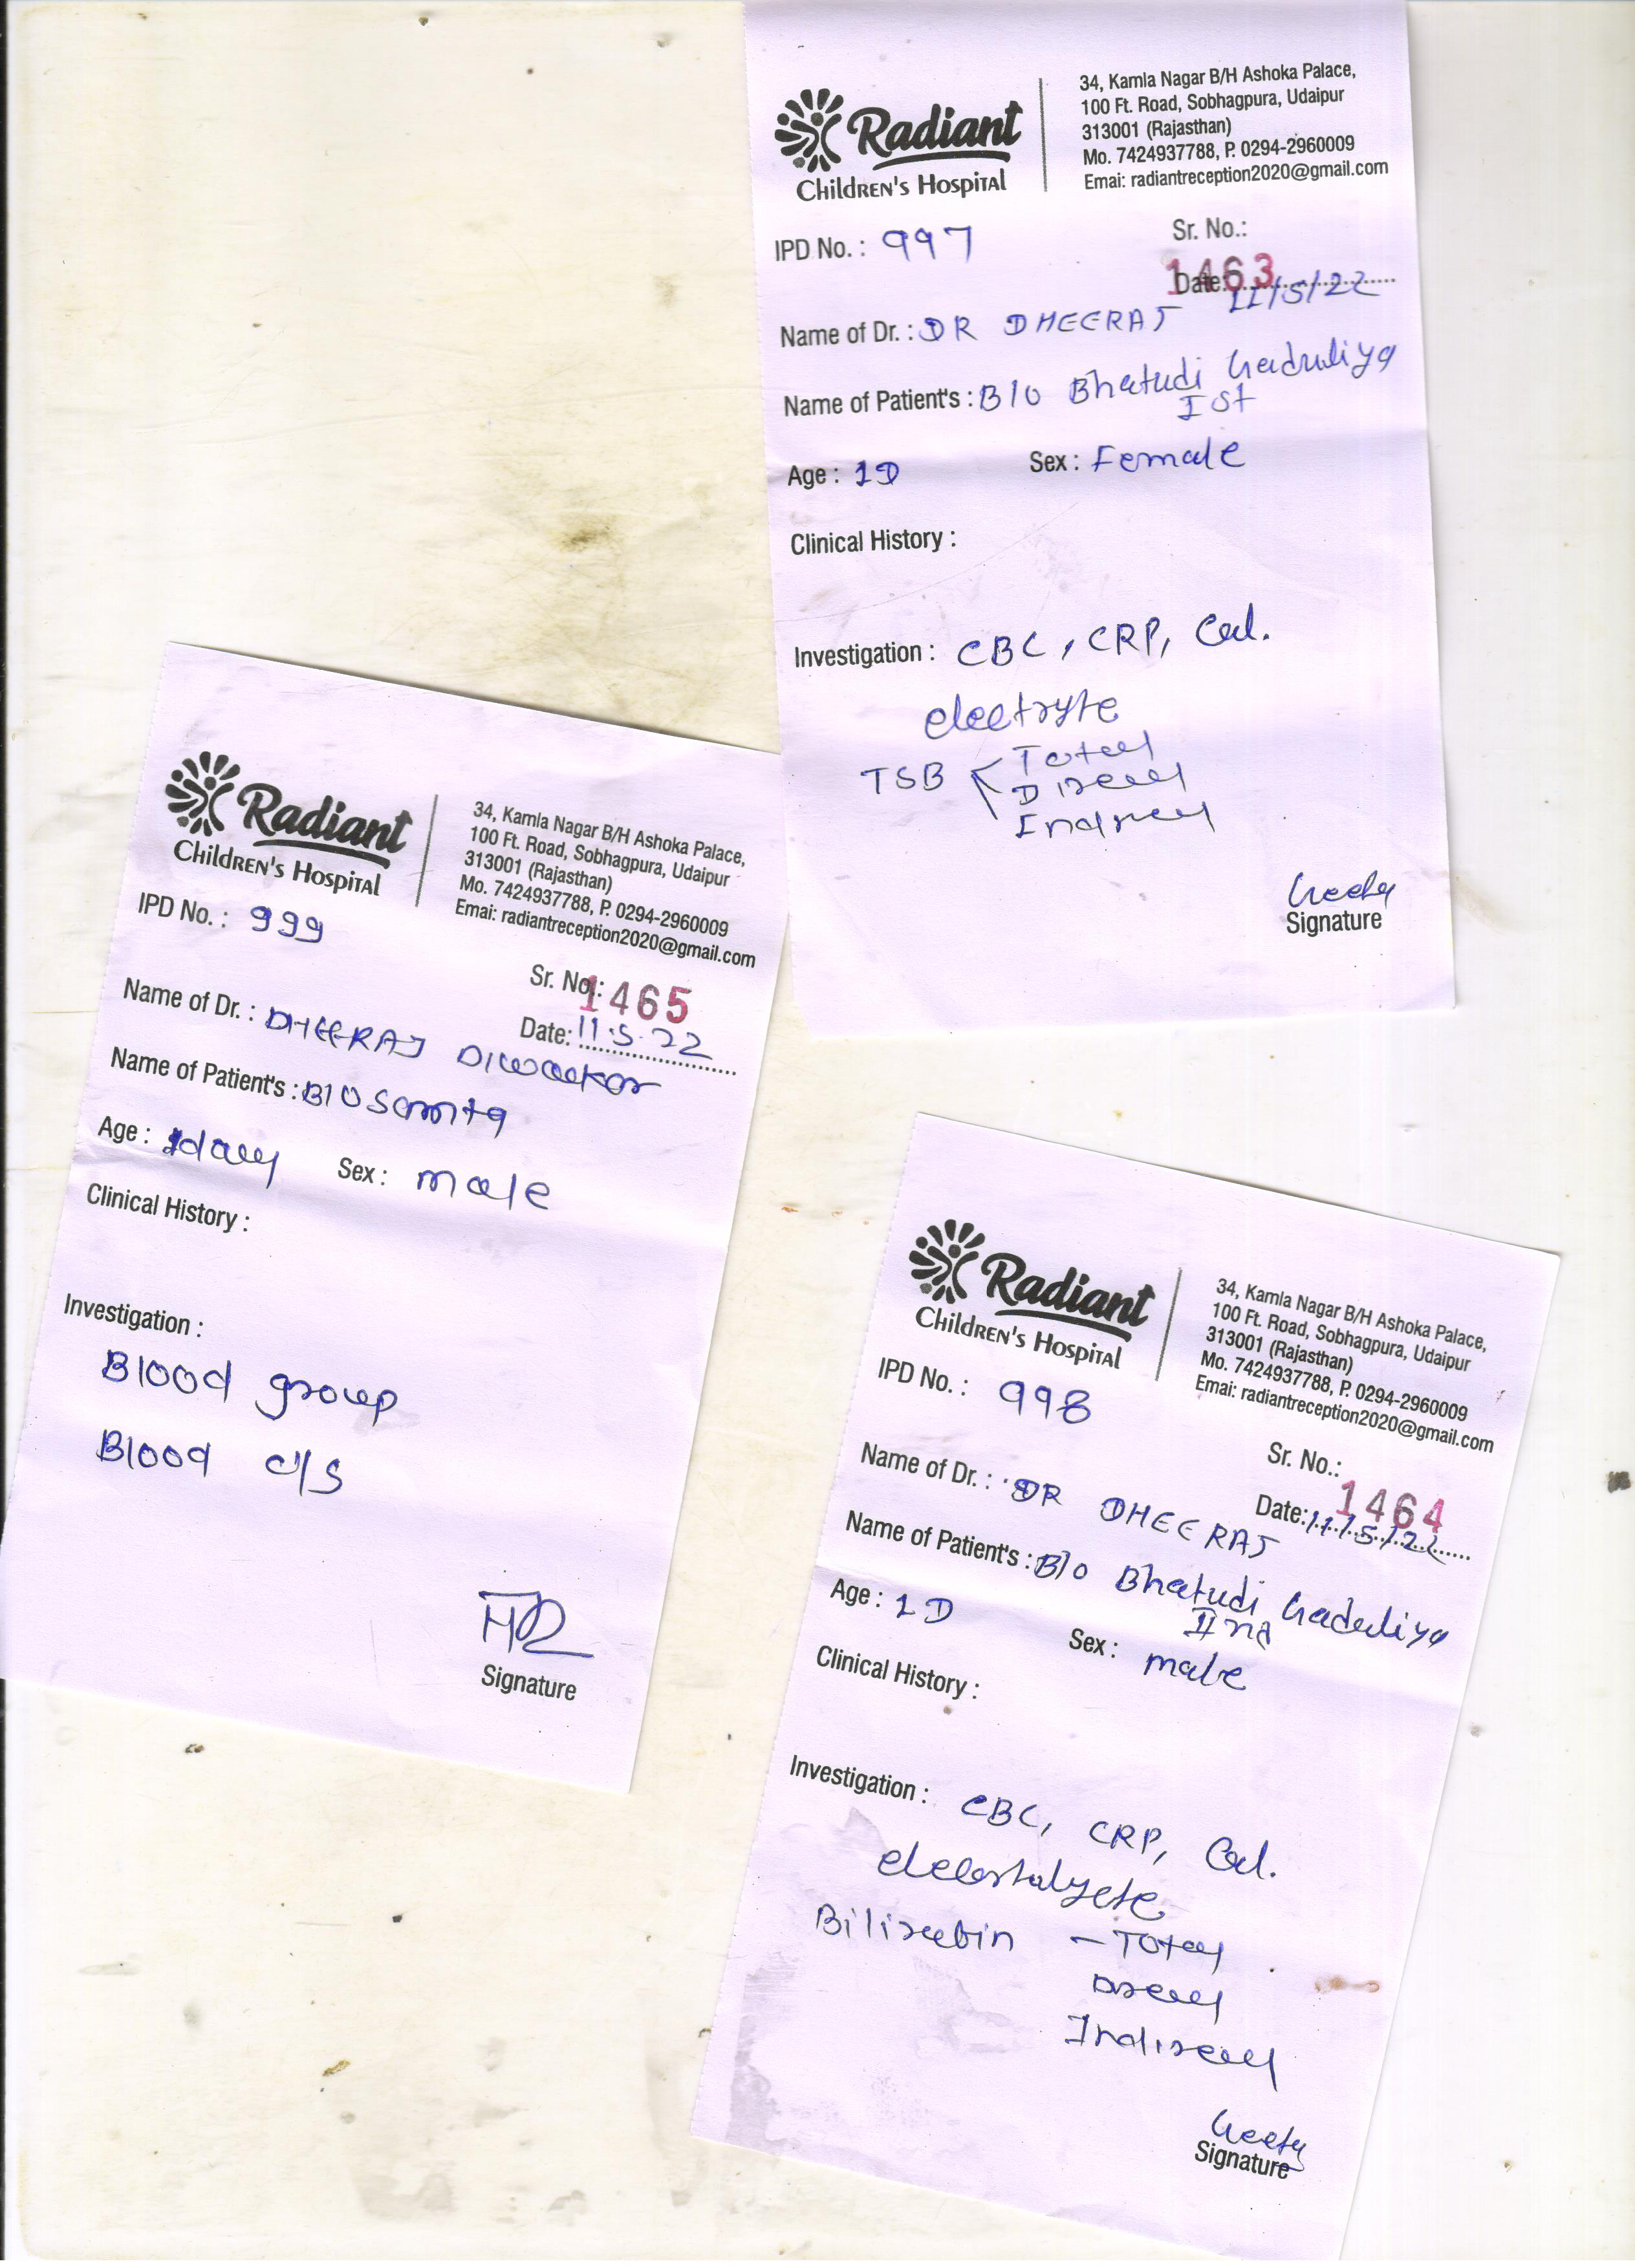 Radiant
Children's Hospital
34, Kamla Nagar B/H Ashoka Palace,
100 Ft. Road, Sobhagpura, Udaipur
313001 (Rajasthan)
Mo. 7424937788, P. 0294-2960009
Emai: radiantreception2020@gmail.com
IPD No. : 997
Sr. No.:
1463
Date: 11/5/22
Name of Dr. : DR DHEERAJ
Name of Patient's : B/O Bhatudi Gaduliya
Ist
Age : 1D Sex : Female
Clinical History :
Investigation : CBC, CRP, Cal.
electryte
TSB Total
Direct
Indirect
Signature
Radiant
Children's Hospital
34, Kamla Nagar B/H Ashoka Palace,
100 Ft. Road, Sobhagpura, Udaipur
313001 (Rajasthan)
Mo. 7424937788, P. 0294-2960009
Emai: radiantreception2020@gmail.com
IPD No. : 999
Sr. No.: 1465
Date: 11.5.22
Name of Dr. : DHEERAJ Diwakar
Name of Patient's : B/O Samta
Age : 1day Sex : male
Clinical History :
Investigation :
Blood group
Blood c/s
Signature
Radiant
Children's Hospital
34, Kamla Nagar B/H Ashoka Palace,
100 Ft. Road, Sobhagpura, Udaipur
313001 (Rajasthan)
Mo. 7424937788, P. 0294-2960009
Emai: radiantreception2020@gmail.com
IPD No. : 998
Sr. No.:
1464
Date: 11/5/22
Name of Dr. : DR DHEERAJ
Name of Patient's : B/o Bhatudi Gaduliya
IInd
Age : 1D Sex : male
Clinical History :
Investigation : CBC, CRP, Cal.
Bilirubin - Total
Direct
Indirect
Signature